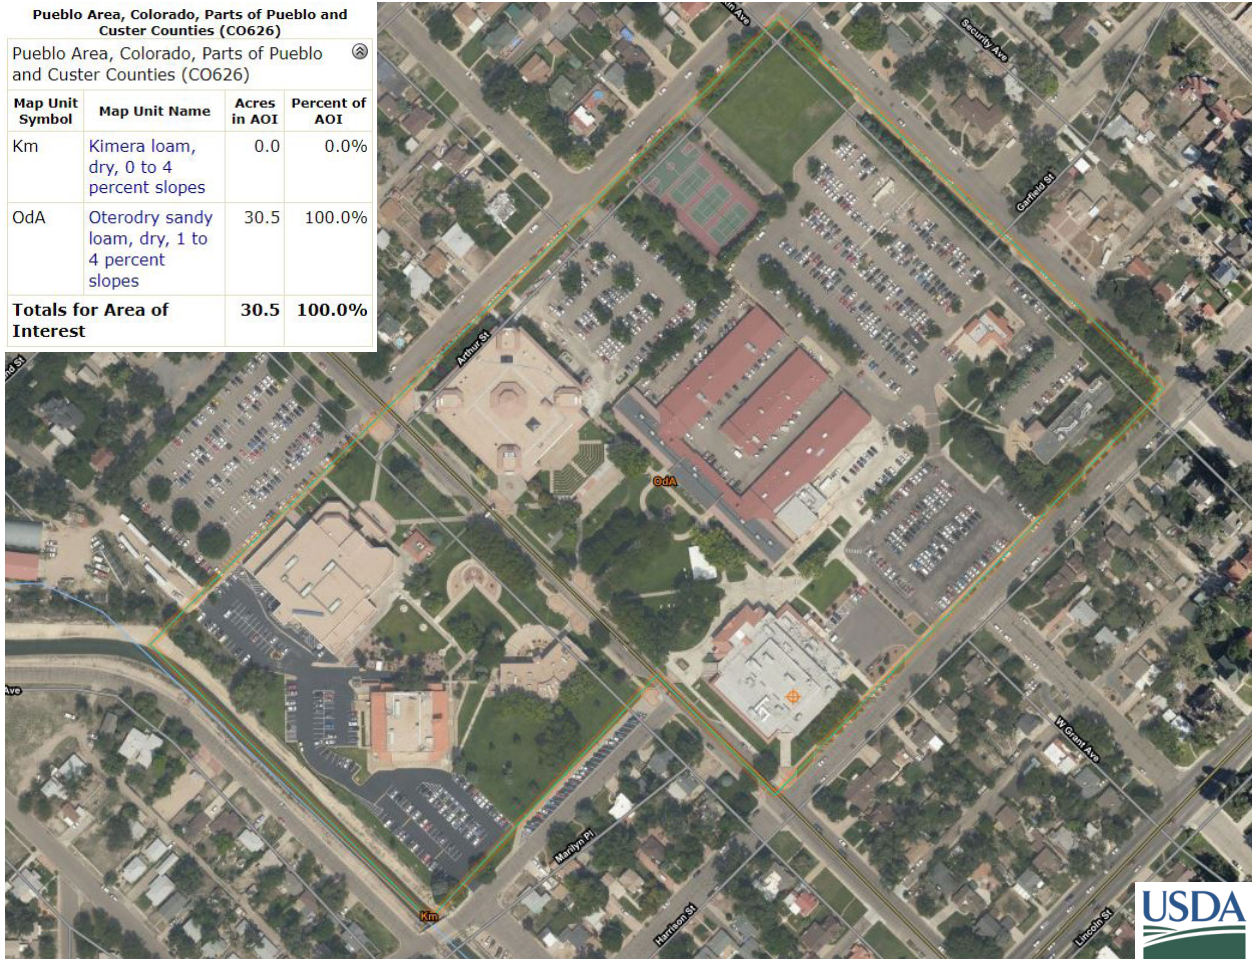 Pueblo Area, Colorado, Parts of Pueblo and
Custer Counties (CO626)
Pueblo Area, Colorado, Parts of Pueblo
and Custer Counties (CO626)
Map Unit Symbol
Map Unit Name
Acres in AOI
Percent of AOI
Km
Kimera loam,
dry, 0 to 4
percent slopes
0.0
0.0%
OdA
Oterodry sandy
loam, dry, 1 to
4 percent
slopes
30.5
100.0%
Totals for Area of
Interest
30.5
100.0%
Ave
Security Ave
Garfield St
Arthur St
St
OdA
Ave
W Grant Ave
Marilyn Pl
Km
Harrison St
Lincoln St
USDA